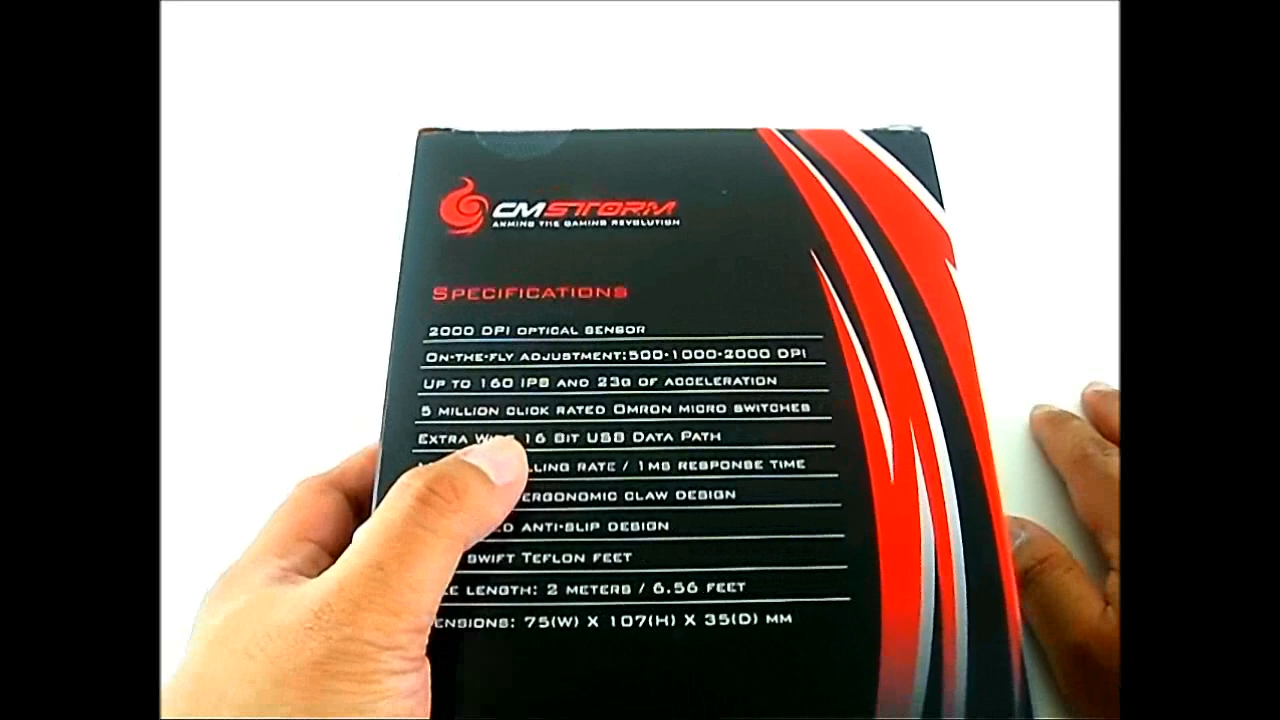 CMSTORM
ARMING THE GAMING REVOLUTION
SPECIFICATIONS
2000 DPI OPTICAL SENSOR
ON-THE-FLY ADJUSTMENT:500-1000-2000 DPI
UP TO 160 IPS AND 23G OF ACCELERATION
5 MILLION CLICK RATED OMRON MICRO SWITCHES
EXTRA WIDE 16 BIT USB DATA PATH
RATE / 1MS RESPONSE TIME
ERGONOMIC CLAW DESIGN
ANTI-SLIP DESIGN
SWIFT TEFLON FEET
LENGTH: 2 METERS / 6.56 FEET
75(W) X 107(H) X 35(D) MM